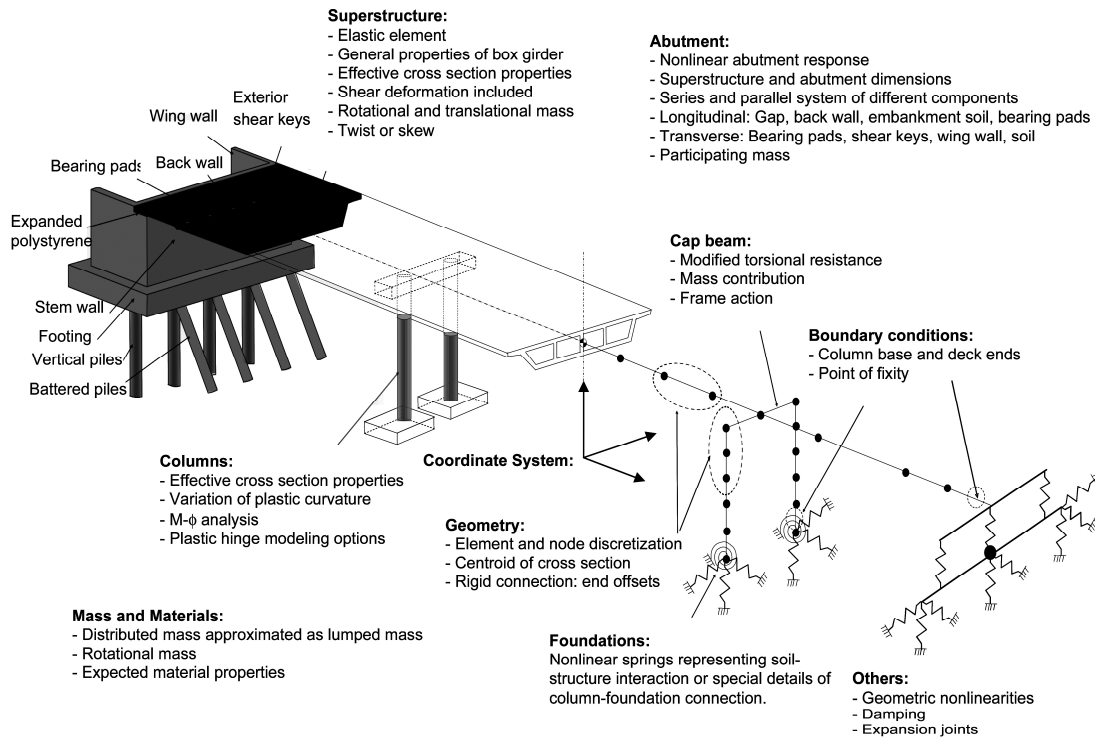 Superstructure:
- Elastic element
- General properties of box girder
- Effective cross section properties
- Shear deformation included
- Rotational and translational mass
- Twist or skew
Abutment:
- Nonlinear abutment response
- Superstructure and abutment dimensions
- Series and parallel system of different components
- Longitudinal: Gap, back wall, embankment soil, bearing pads
- Transverse: Bearing pads, shear keys, wing wall, soil
- Participating mass
Exterior
shear keys
Wing wall
Back wall
Bearing pads
Expanded
polystyrene
Stem wall
Footing
Vertical piles
Battered piles
Cap beam:
- Modified torsional resistance
- Mass contribution
- Frame action
Boundary conditions:
- Column base and deck ends
- Point of fixity
Columns:
- Effective cross section properties
- Variation of plastic curvature
- M-ϕ analysis
- Plastic hinge modeling options
Coordinate System:
Geometry:
- Element and node discretization
- Centroid of cross section
- Rigid connection: end offsets
Mass and Materials:
- Distributed mass approximated as lumped mass
- Rotational mass
- Expected material properties
Foundations:
Nonlinear springs representing soil-
structure interaction or special details of
column-foundation connection.
Others:
- Geometric nonlinearities
- Damping
- Expansion joints